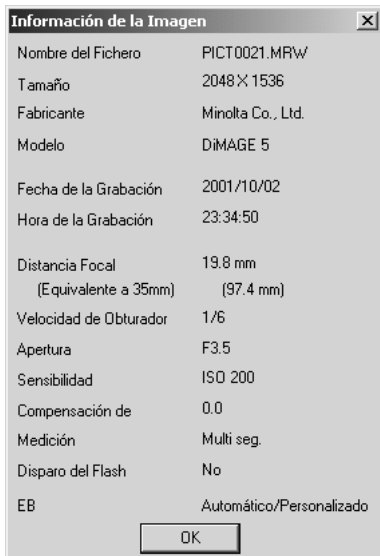 Información de la Imagen
Nombre del Fichero PICT0021.MRW
Tamaño 2048 X 1536
Fabricante Minolta Co., Ltd.
Modelo DiMAGE 5
Fecha de la Grabación 2001/10/02
Hora de la Grabación 23:34:50
Distancia Focal 19.8 mm
(Equivalente a 35mm) (97.4 mm)
Velocidad de Obturador 1/6
Apertura F3.5
Sensibilidad ISO 200
Compensación de 0.0
Medición Multi seg.
Disparo del Flash No
EB Automático/Personalizado
OK